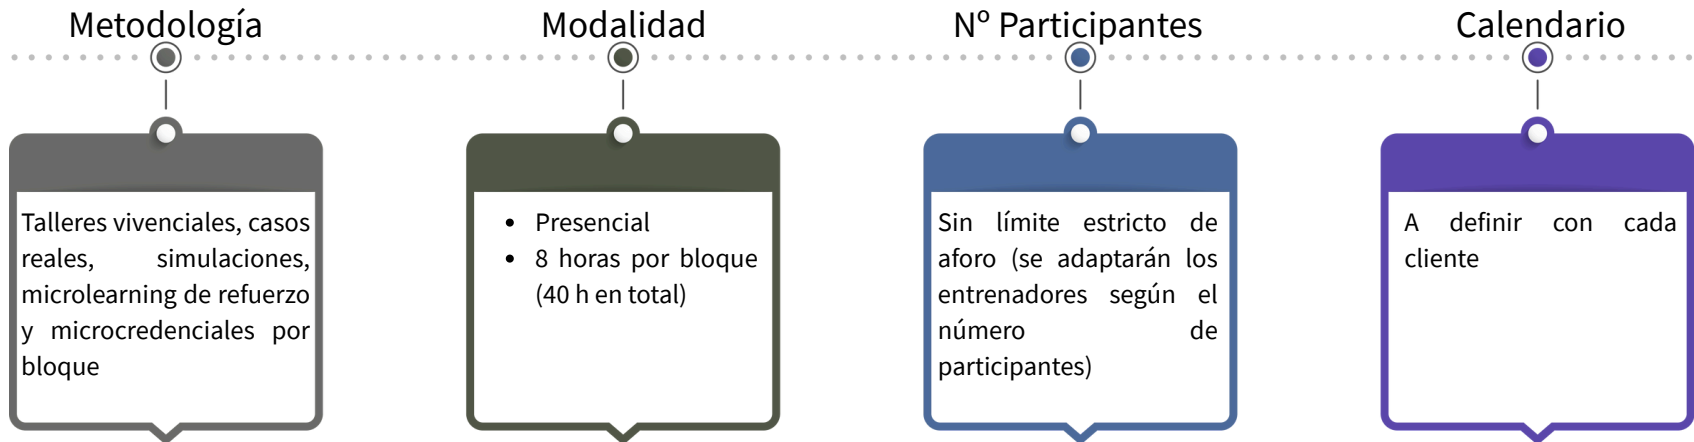 Metodología
Modalidad
Nº Participantes
Calendario
Talleres vivenciales, casos
reales, simulaciones,
microlearning de refuerzo
y microcredenciales por
bloque
• Presencial
• 8 horas por bloque
(40 h en total)
Sin límite estricto de
aforo (se adaptarán los
entrenadores según el
número de
participantes)
A definir con cada
cliente